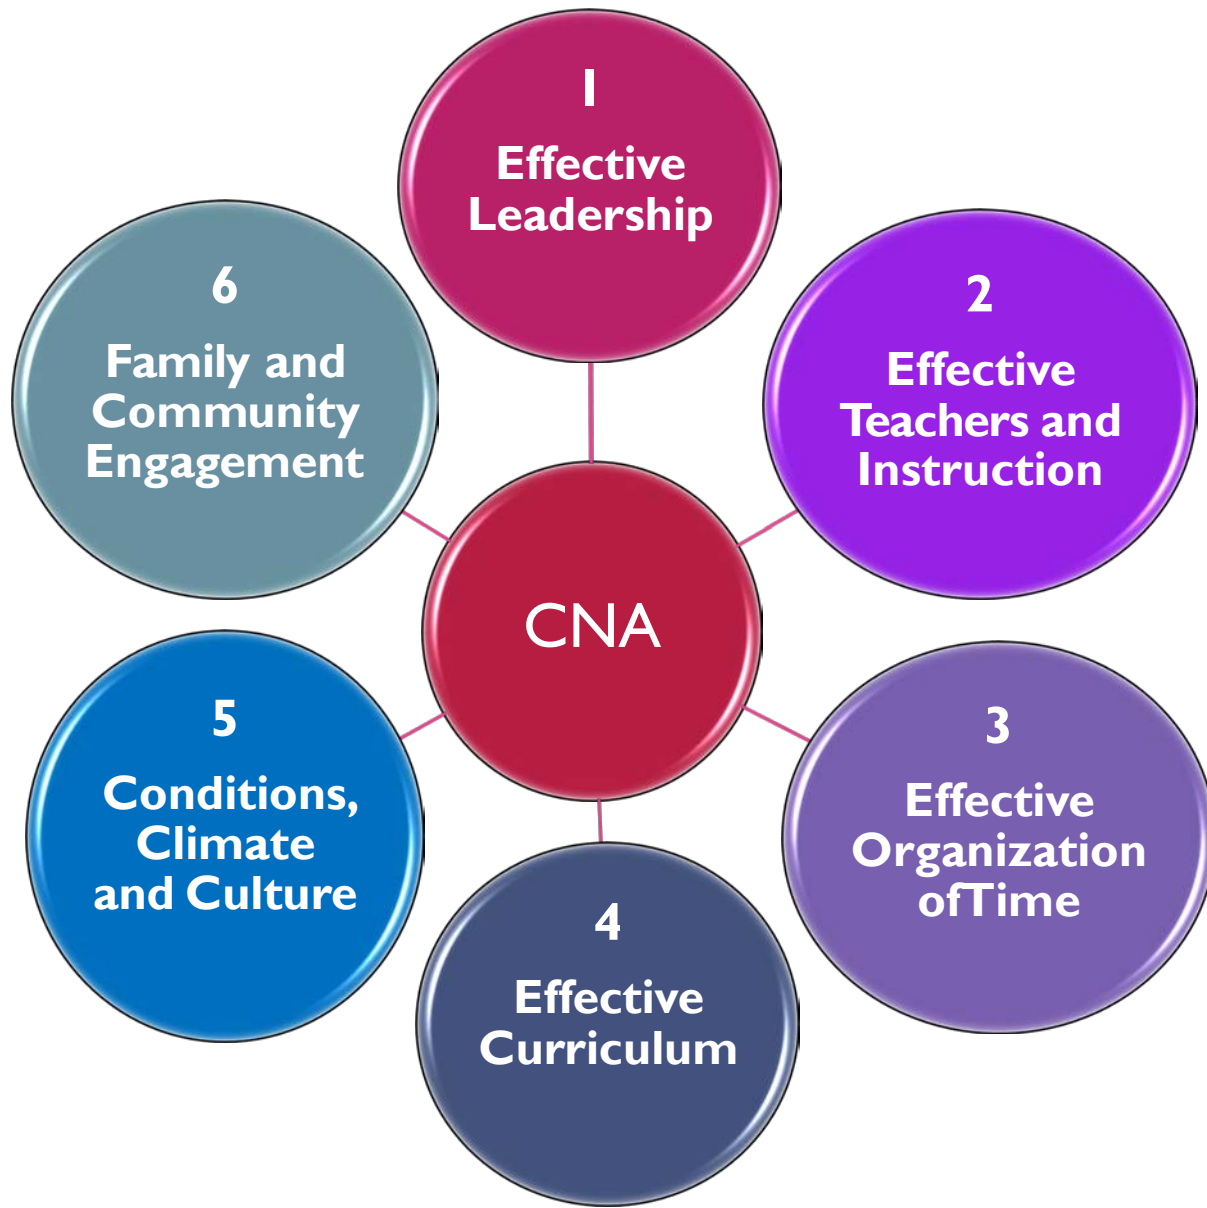 1
Effective
Leadership
2
Effective
Teachers and
Instruction
3
Effective
Organization
ofTime
4
Effective
Curriculum
5
Conditions,
Climate
and Culture
6
Family and
Community
Engagement
CNA